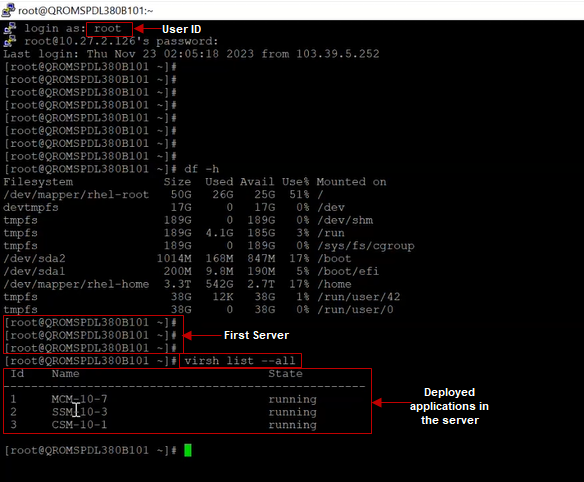 root@QROMSPDL380B101:~
login as: root User ID
root@10.27.2.126's password:
Last login: Thu Nov 23 02:05:18 2023 from 103.39.5.252
[root@QROMSPDL380B101 ~]#
[root@QROMSPDL380B101 ~]#
[root@QROMSPDL380B101 ~]#
[root@QROMSPDL380B101 ~]#
[root@QROMSPDL380B101 ~]#
[root@QROMSPDL380B101 ~]#
[root@QROMSPDL380B101 ~]#
[root@QROMSPDL380B101 ~]#
[root@QROMSPDL380B101 ~]# df -h
Filesystem Size Used Avail Use% Mounted on
/dev/mapper/rhel-root 50G 26G 25G 51% /
devtmpfs 17G 0 17G 0% /dev
tmpfs 189G 0 189G 0% /dev/shm
tmpfs 189G 4.1G 185G 3% /run
tmpfs 189G 0 189G 0% /sys/fs/cgroup
/dev/sda2 1014M 168M 847M 17% /boot
/dev/sda1 200M 9.8M 190M 5% /boot/efi
/dev/mapper/rhel-home 3.3T 542G 2.7T 17% /home
tmpfs 38G 12K 38G 1% /run/user/42
tmpfs 38G 0 38G 0% /run/user/0
[root@QROMSPDL380B101 ~]#
[root@QROMSPDL380B101 ~]# First Server
[root@QROMSPDL380B101 ~]#
[root@QROMSPDL380B101 ~]# virsh list --all
Id Name State
----------------------------------------------------
1 MCM-10-7 running
2 SSM-10-3 running
3 CSM-10-1 running
Deployed
applications in
the server
[root@QROMSPDL380B101 ~]#